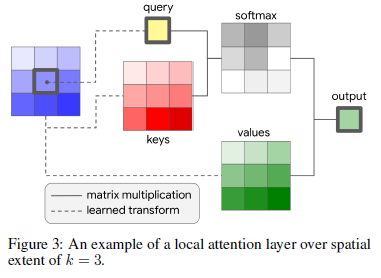 query
softmax
output
keys
values
matrix multiplication
learned transform
Figure 3: An example of a local attention layer over spatial
extent of k = 3.